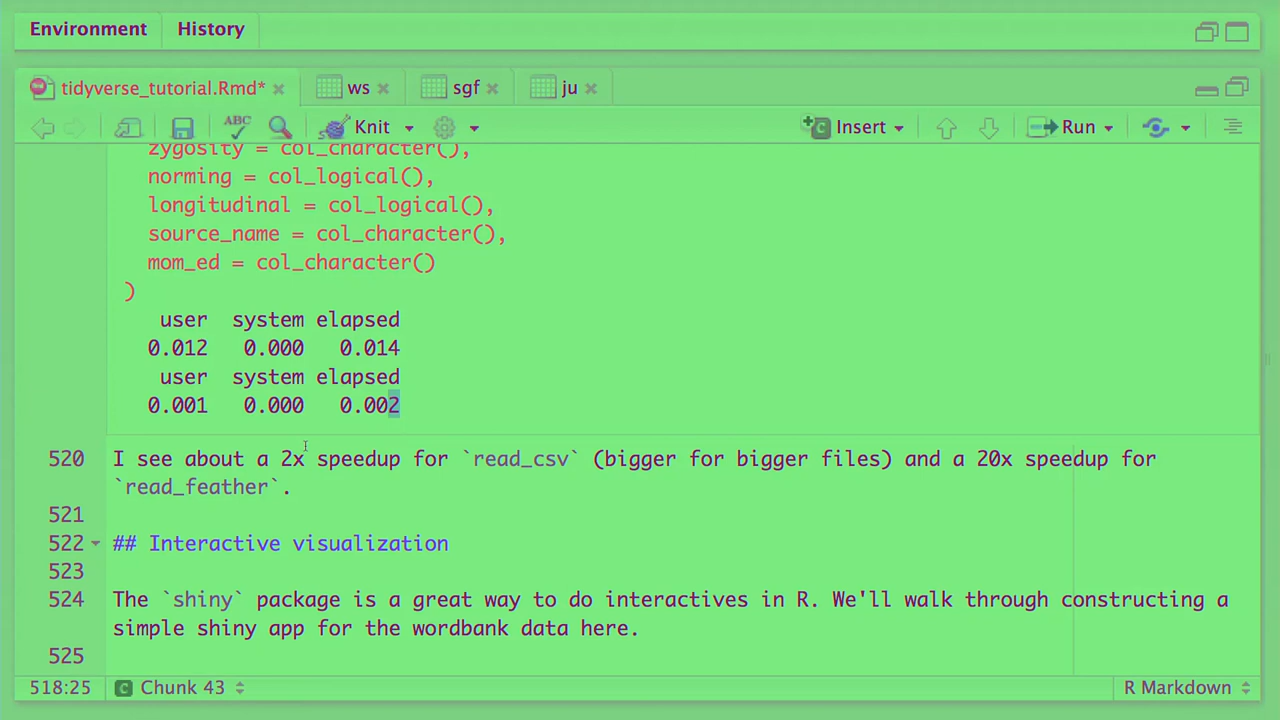 Environment History
tidyverse_tutorial.Rmd* ws sgf ju
ABC Knit Insert Run
zygosity = col_character(),
norming = col_logical(),
longitudinal = col_logical(),
source_name = col_character(),
mom_ed = col_character()
)
user system elapsed
0.012 0.000 0.014
user system elapsed
0.001 0.000 0.002
520 I see about a 2x speedup for `read_csv` (bigger for bigger files) and a 20x speedup for
`read_feather`.
521
522 ## Interactive visualization
523
524 The `shiny` package is a great way to do interactives in R. We'll walk through constructing a
simple shiny app for the wordbank data here.
525
518:25 C Chunk 43 R Markdown